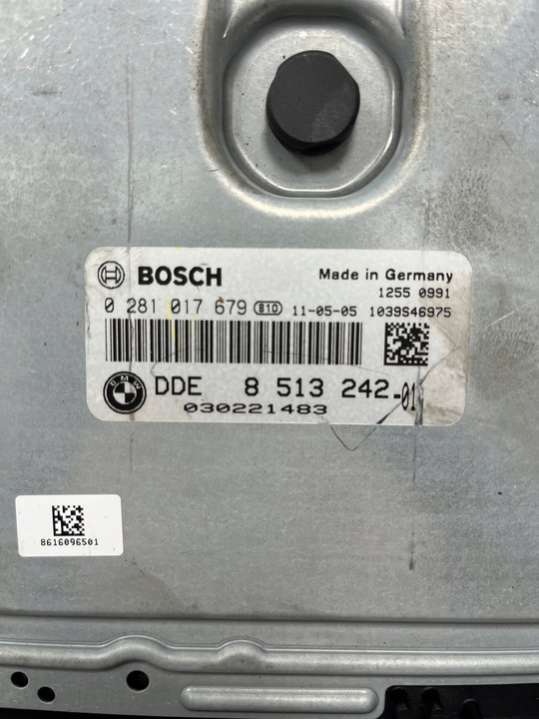 BOSCH
Made in Germany
1255 0991
0 281 017 679 B10 11-05-05 1039S46975
BMW DDE 8 513 242-01
030221483
8616096501